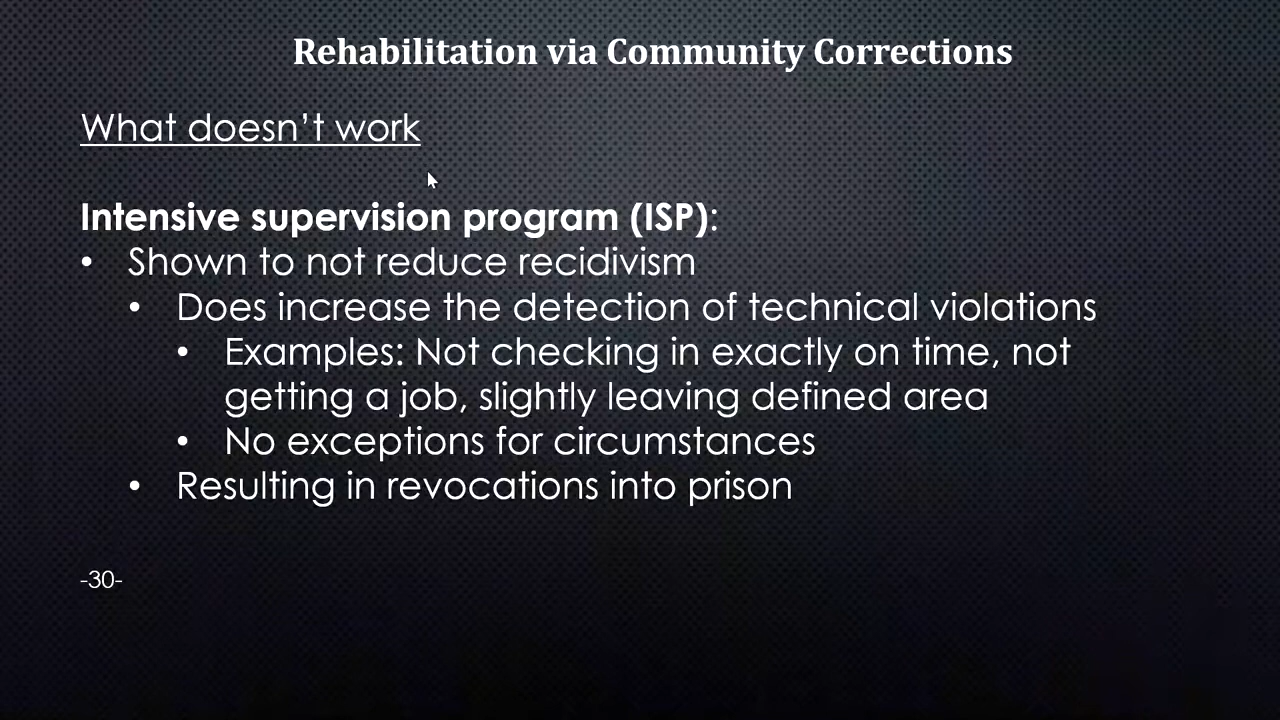 Rehabilitation via Community Corrections
What doesn’t work
Intensive supervision program (ISP):
• Shown to not reduce recidivism
• Does increase the detection of technical violations
• Examples: Not checking in exactly on time, not
getting a job, slightly leaving defined area
• No exceptions for circumstances
• Resulting in revocations into prison
-30-